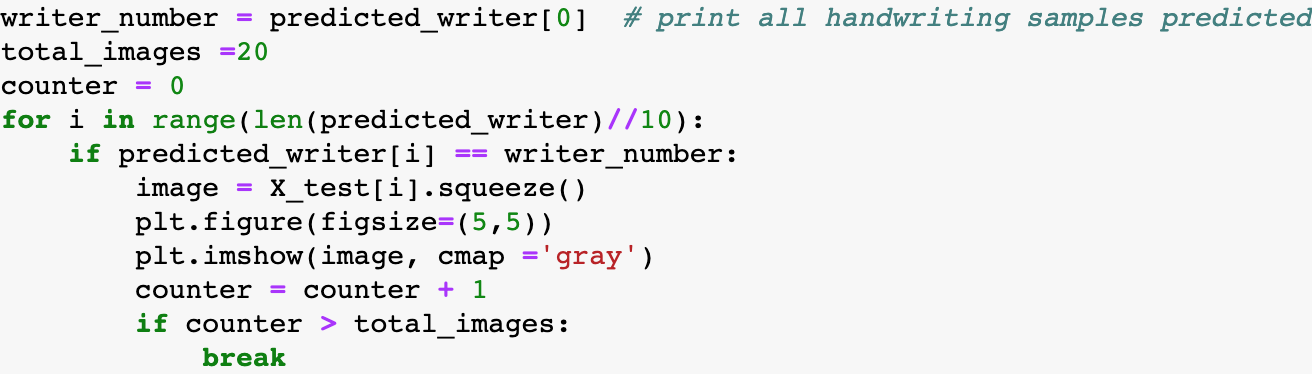 writer_number = predicted_writer[0]  # print all handwriting samples predicted
total_images =20
counter = 0
for i in range(len(predicted_writer)//10):
    if predicted_writer[i] == writer_number:
        image = X_test[i].squeeze()
        plt.figure(figsize=(5,5))
        plt.imshow(image, cmap ='gray')
        counter = counter + 1
        if counter > total_images:
            break